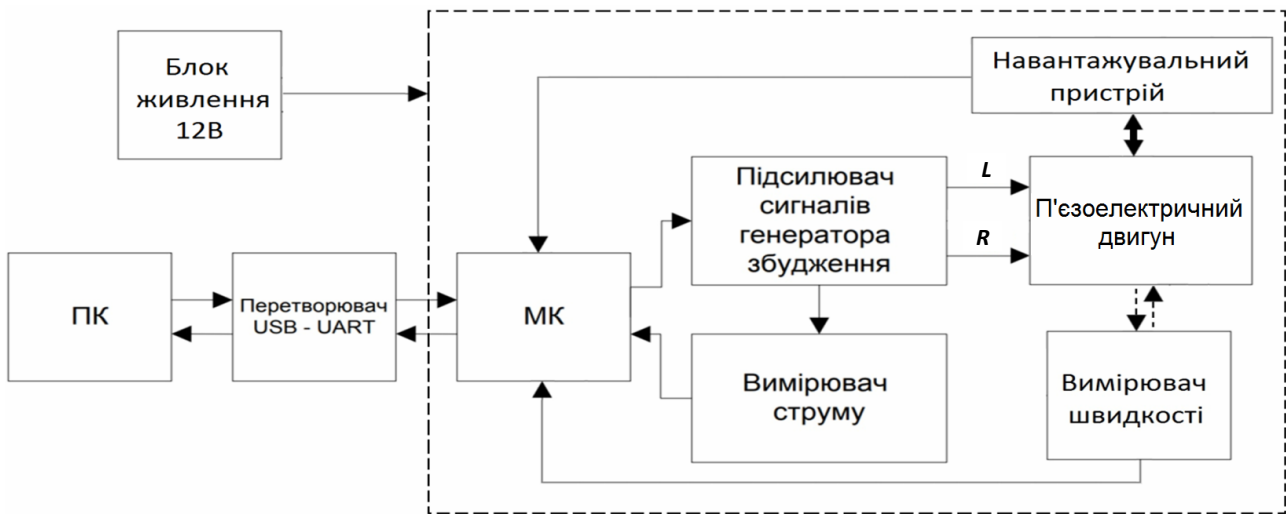 Блок
живлення
12В
Навантажувальний
пристрій
Підсилювач
сигналів
генератора
збудження
L
R
П'єзоелектричний
двигун
ПК
Перетворювач
USB - UART
МК
Вимірювач
струму
Вимірювач
швидкості